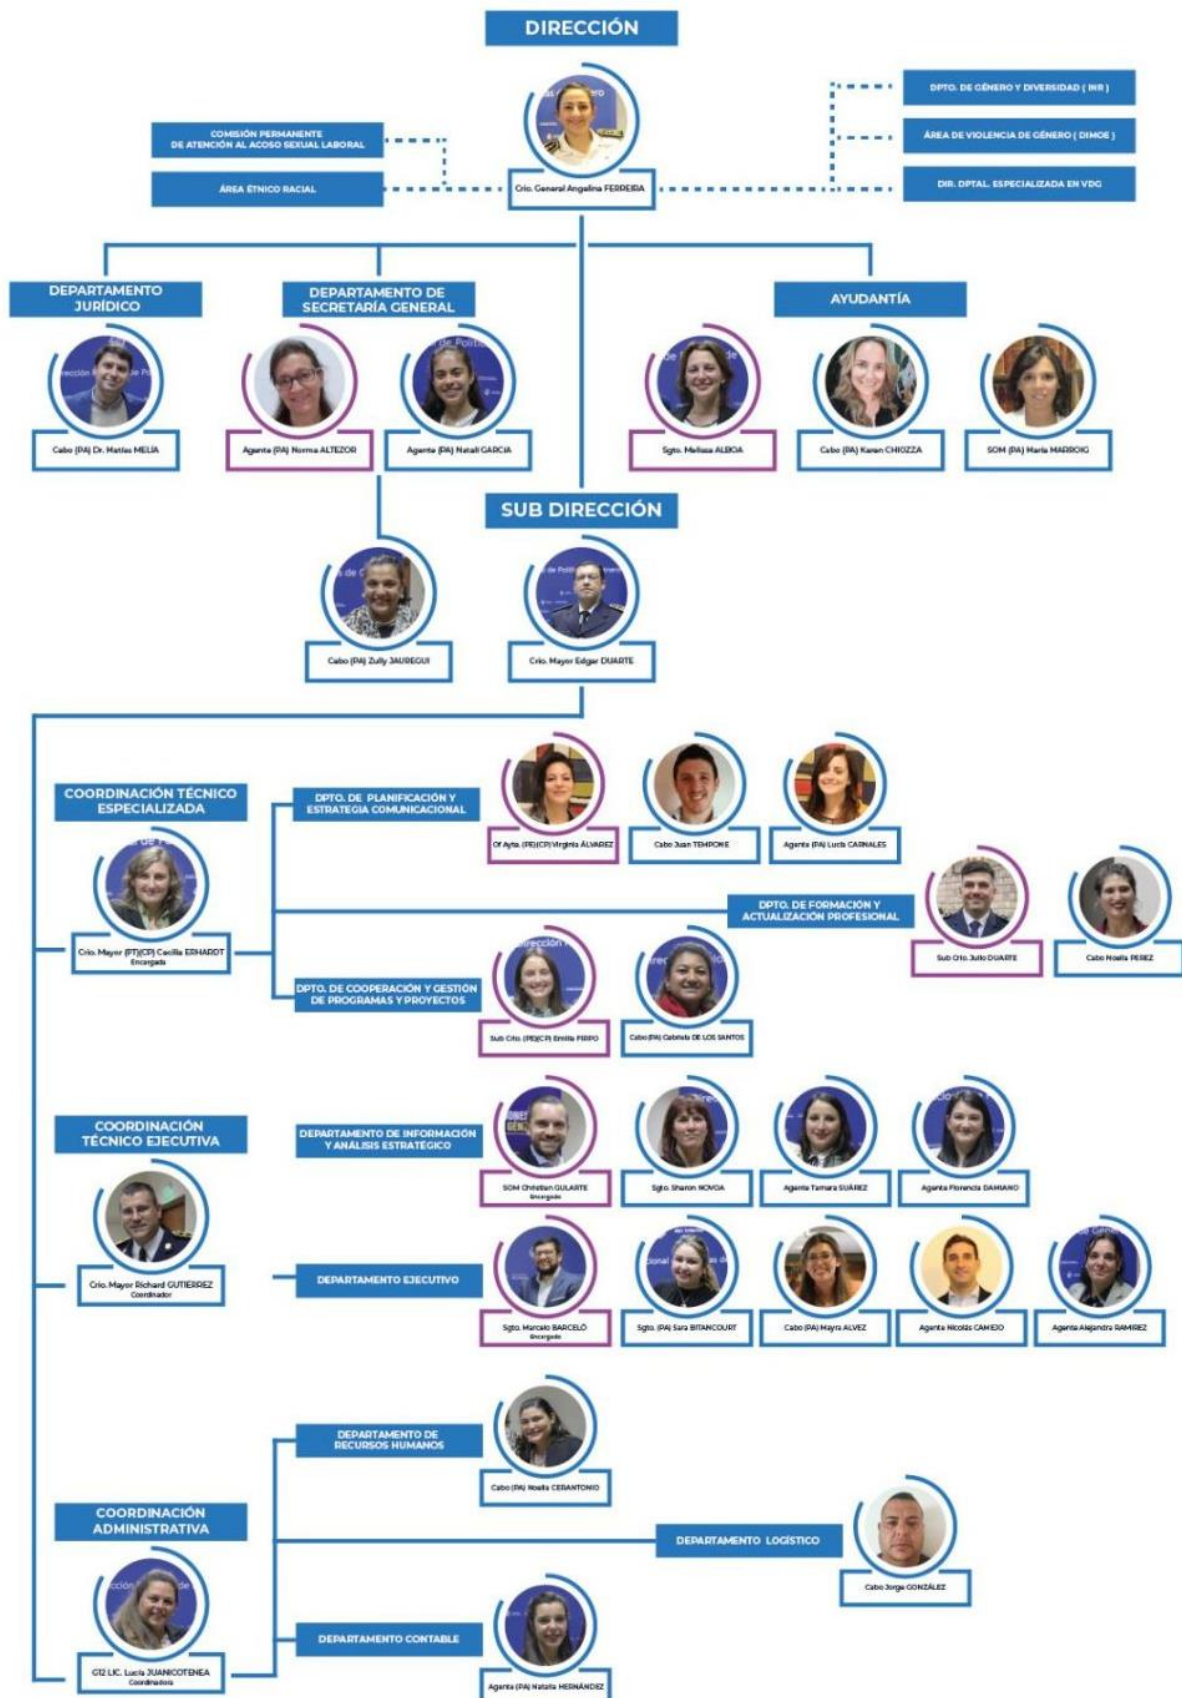 DIRECCIÓN
Crio. General Angelina FERREIRA
COMISIÓN PERMANENTE
DE ATENCIÓN AL ACOSO SEXUAL LABORAL
ÁREA ÉTNICO RACIAL
DPTO. DE GÉNERO Y DIVERSIDAD ( INR )
ÁREA DE VIOLENCIA DE GÉNERO ( DIMOE )
DIR. DPTAL. ESPECIALIZADA EN VDG
DEPARTAMENTO
JURÍDICO
Cabo (PA) Dr. Matías MELÍA
DEPARTAMENTO DE
SECRETARÍA GENERAL
Agente (PA) Norma ALTEZOR
Agente (PA) Natali GARCIA
AYUDANTÍA
Sgto. Melissa ALBOA
Cabo (PA) Karen CHIOZZA
SOM (PA) María MARROIG
SUB DIRECCIÓN
Cabo (PA) Zully JAUREGUI
Crio. Mayor Edgar DUARTE
COORDINACIÓN TÉCNICO
ESPECIALIZADA
Crio. Mayor (PT)(CP) Cecilia ERHARDT
Encargada
DPTO. DE PLANIFICACIÓN Y
ESTRATEGIA COMUNICACIONAL
Of Ayte. (PE)(CP) Virginia ÁLVAREZ
Cabo Juan TEMPONE
Agente (PA) Lucía CARNALES
DPTO. DE FORMACIÓN Y
ACTUALIZACIÓN PROFESIONAL
Sub Crio. Julio DUARTE
Cabo Noelia PEREZ
DPTO. DE COOPERACIÓN Y GESTIÓN
DE PROGRAMAS Y PROYECTOS
Sub Crio. (PE)(CP) Emilia FIRPO
Cabo (PA) Gabriela DE LOS SANTOS
COORDINACIÓN
TÉCNICO EJECUTIVA
Crio. Mayor Richard GUTIÉRREZ
Coordinador
DEPARTAMENTO DE INFORMACIÓN
Y ANÁLISIS ESTRATÉGICO
SOM Christian GULARTE
Encargado
Sgto. Sharon NOVOA
Agente Tamara SUÁREZ
Agente Florencia DAMIANO
DEPARTAMENTO EJECUTIVO
Sgto. Marcelo BARCELÓ
Encargado
Sgto. (PA) Sara BITANCOURT
Cabo (PA) Mayra ALVEZ
Agente Nicolás CAMEJO
Agente Alejandra RAMIREZ
DEPARTAMENTO DE
RECURSOS HUMANOS
Cabo (PA) Noelia CERANTONIO
COORDINACIÓN
ADMINISTRATIVA
G12 LIC. Lucía JUANICOTENEA
Coordinadora
DEPARTAMENTO LOGÍSTICO
Cabo Jorge GONZÁLEZ
DEPARTAMENTO CONTABLE
Agente (PA) Natalia HERNÁNDEZ